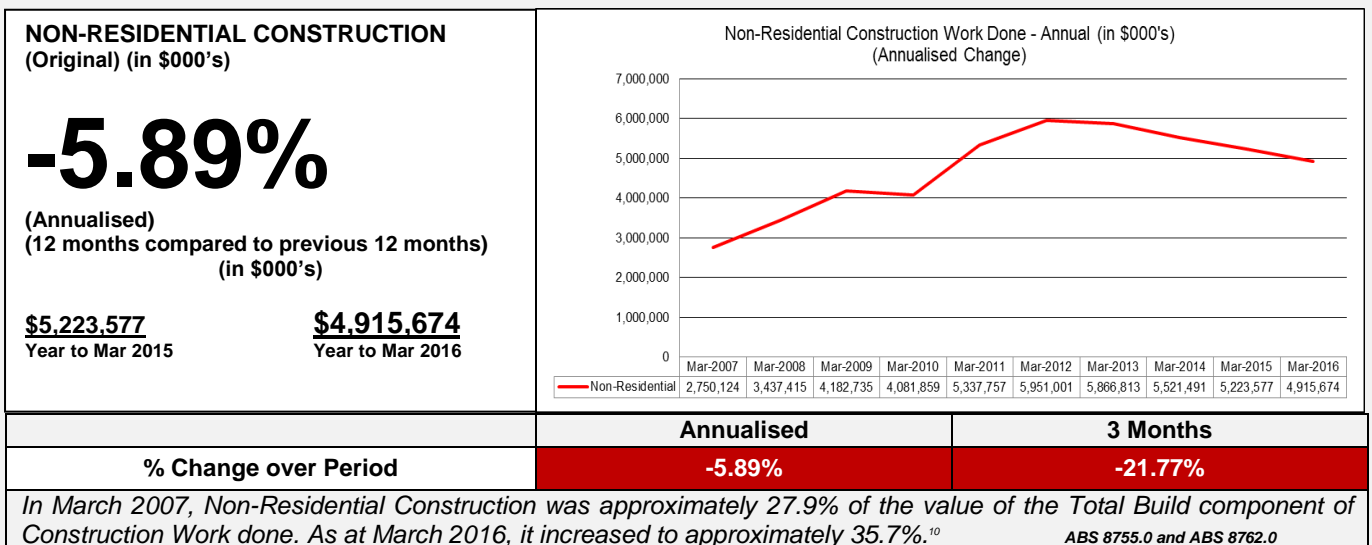 NON-RESIDENTIAL CONSTRUCTION
(Original) (in $000’s)
-5.89%
(Annualised)
(12 months compared to previous 12 months)
(in $000’s)
$5,223,577 $4,915,674
Year to Mar 2015 Year to Mar 2016
Non-Residential Construction Work Done - Annual (in $000's)
(Annualised Change)
7,000,000
6,000,000
5,000,000
4,000,000
3,000,000
2,000,000
1,000,000
0
Mar-2007 Mar-2008 Mar-2009 Mar-2010 Mar-2011 Mar-2012 Mar-2013 Mar-2014 Mar-2015 Mar-2016
Non-Residential 2,750,124 3,437,415 4,182,735 4,081,859 5,337,757 5,951,001 5,866,813 5,521,491 5,223,577 4,915,674
Annualised 3 Months
% Change over Period -5.89% -21.77%
In March 2007, Non-Residential Construction was approximately 27.9% of the value of the Total Build component of
Construction Work done. As at March 2016, it increased to approximately 35.7%.¹⁰ ABS 8755.0 and ABS 8762.0